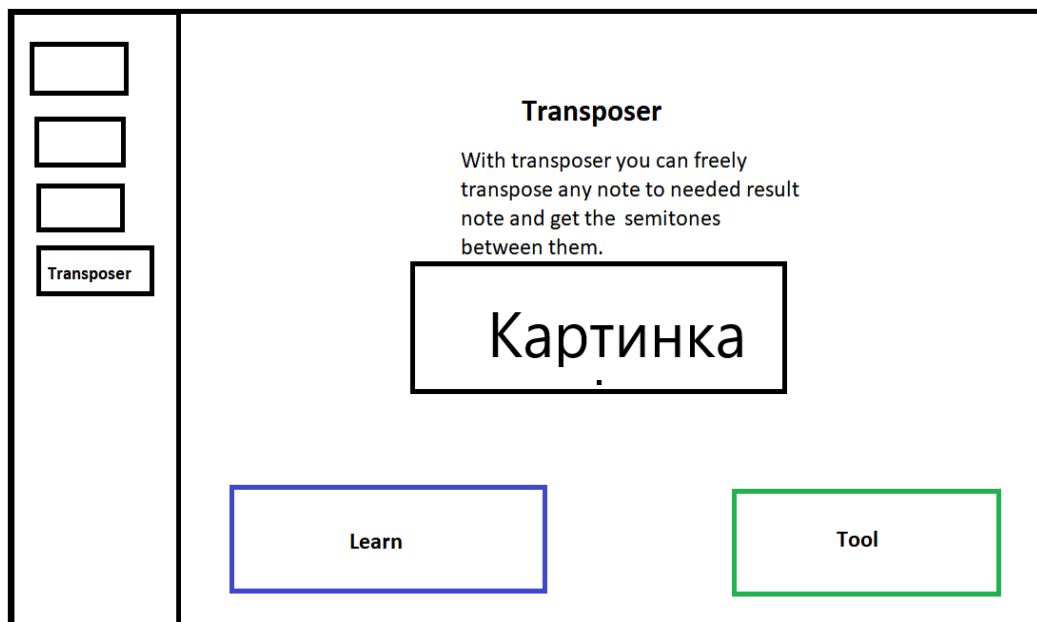 Transposer
Transposer
With transposer you can freely
transpose any note to needed result
note and get the semitones
between them.
Картинка
Learn
Tool